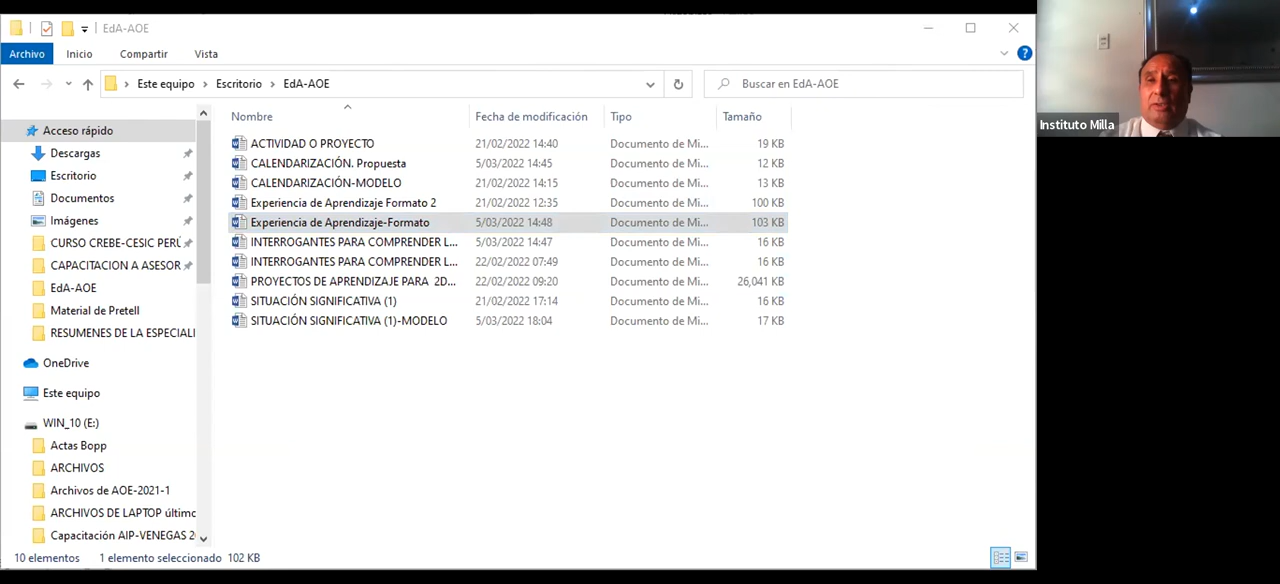 EdA-AOE
Archivo Inicio Compartir Vista
Este equipo Escritorio EdA-AOE Buscar en EdA-AOE
Nombre Fecha de modificación Tipo Tamaño
ACTIVIDAD O PROYECTO 21/02/2022 14:40 Documento de Mi... 19 KB
CALENDARIZACIÓN. Propuesta 5/03/2022 14:45 Documento de Mi... 12 KB
CALENDARIZACIÓN-MODELO 21/02/2022 14:15 Documento de Mi... 13 KB
Experiencia de Aprendizaje Formato 2 21/02/2022 12:35 Documento de Mi... 100 KB
Experiencia de Aprendizaje-Formato 5/03/2022 14:48 Documento de Mi... 103 KB
INTERROGANTES PARA COMPRENDER L... 5/03/2022 14:47 Documento de Mi... 16 KB
INTERROGANTES PARA COMPRENDER L... 22/02/2022 07:49 Documento de Mi... 16 KB
PROYECTOS DE APRENDIZAJE PARA 2D... 22/02/2022 09:20 Documento de Mi... 26,041 KB
SITUACIÓN SIGNIFICATIVA (1) 21/02/2022 17:14 Documento de Mi... 16 KB
SITUACIÓN SIGNIFICATIVA (1)-MODELO 5/03/2022 18:04 Documento de Mi... 17 KB
Acceso rápido
Descargas
Escritorio
Documentos
Imágenes
CURSO CREBE-CESIC PERÚ
CAPACITACION A ASESOR
EdA-AOE
Material de Pretell
RESUMENES DE LA ESPECIALI
OneDrive
Este equipo
WIN_10 (E:)
Actas Bopp
ARCHIVOS
Archivos de AOE-2021-1
ARCHIVOS DE LAPTOP último
Capacitación AIP-VENEGAS 2
10 elementos 1 elemento seleccionado 102 KB
Instituto Milla